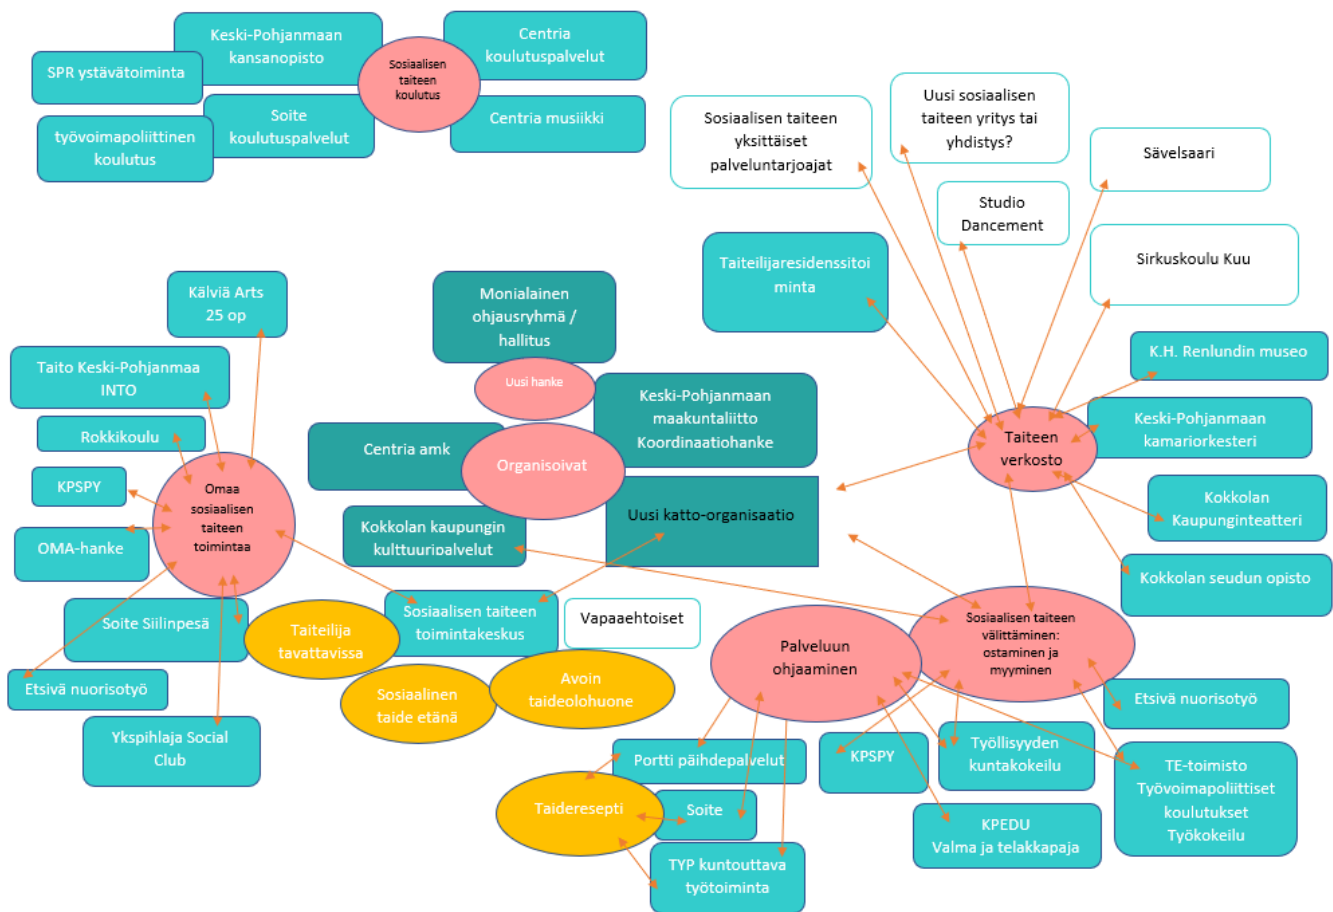 Keski-Pohjanmaan
kansanopisto
Centria
koulutuspalvelut
SPR ystävätoiminta
Sosiaalisen
taiteen
koulutus
työvoimapoliittinen
koulutus
Soite
koulutuspalvelut
Centria musiikki
Sosiaalisen taiteen
yksittäiset
palveluntarjoajat
Uusi sosiaalisen
taiteen yritys tai
yhdistys?
Sävelsaari
Studio
Dancement
Sirkuskoulu Kuu
Taiteilijaresidenssitoi
minta
Kälviä Arts
25 op
Monialainen
ohjausryhmä /
hallitus
Taito Keski-Pohjanmaa
INTO
Uusi hanke
K.H. Renlundin museo
Keski-Pohjanmaan
maakuntaliitto
Koordinaatiohanke
Rokkikoulu
Centria amk
Organisoivat
Taiteen
verkosto
Keski-Pohjanmaan
kamariorkesteri
KPSPY
Omaa
sosiaalisen
taiteen
toimintaa
Kokkolan kaupungin
kulttuuripalvelut
Uusi katto-organisaatio
Kokkolan
Kaupunginteatteri
OMA-hanke
Kokkolan seudun opisto
Soite Siilinpesä
Taiteilija
tavattavissa
Sosiaalisen taiteen
toimintakeskus
Vapaaehtoiset
Palveluun
ohjaaminen
Sosiaalisen taiteen
välittäminen:
ostaminen ja
myyminen
Etsivä nuorisotyö
Sosiaalinen
taide etänä
Avoin
taideolohuone
Etsivä nuorisotyö
Ykspihlaja Social
Club
Portti päihdepalvelut
KPSPY
Työllisyyden
kuntakokeilu
TE-toimisto
Työvoimapoliittiset
koulutukset
Työkokeilu
Taideresepti
Soite
KPEDU
Valma ja telakkapaja
TYP kuntouttava
työtoiminta